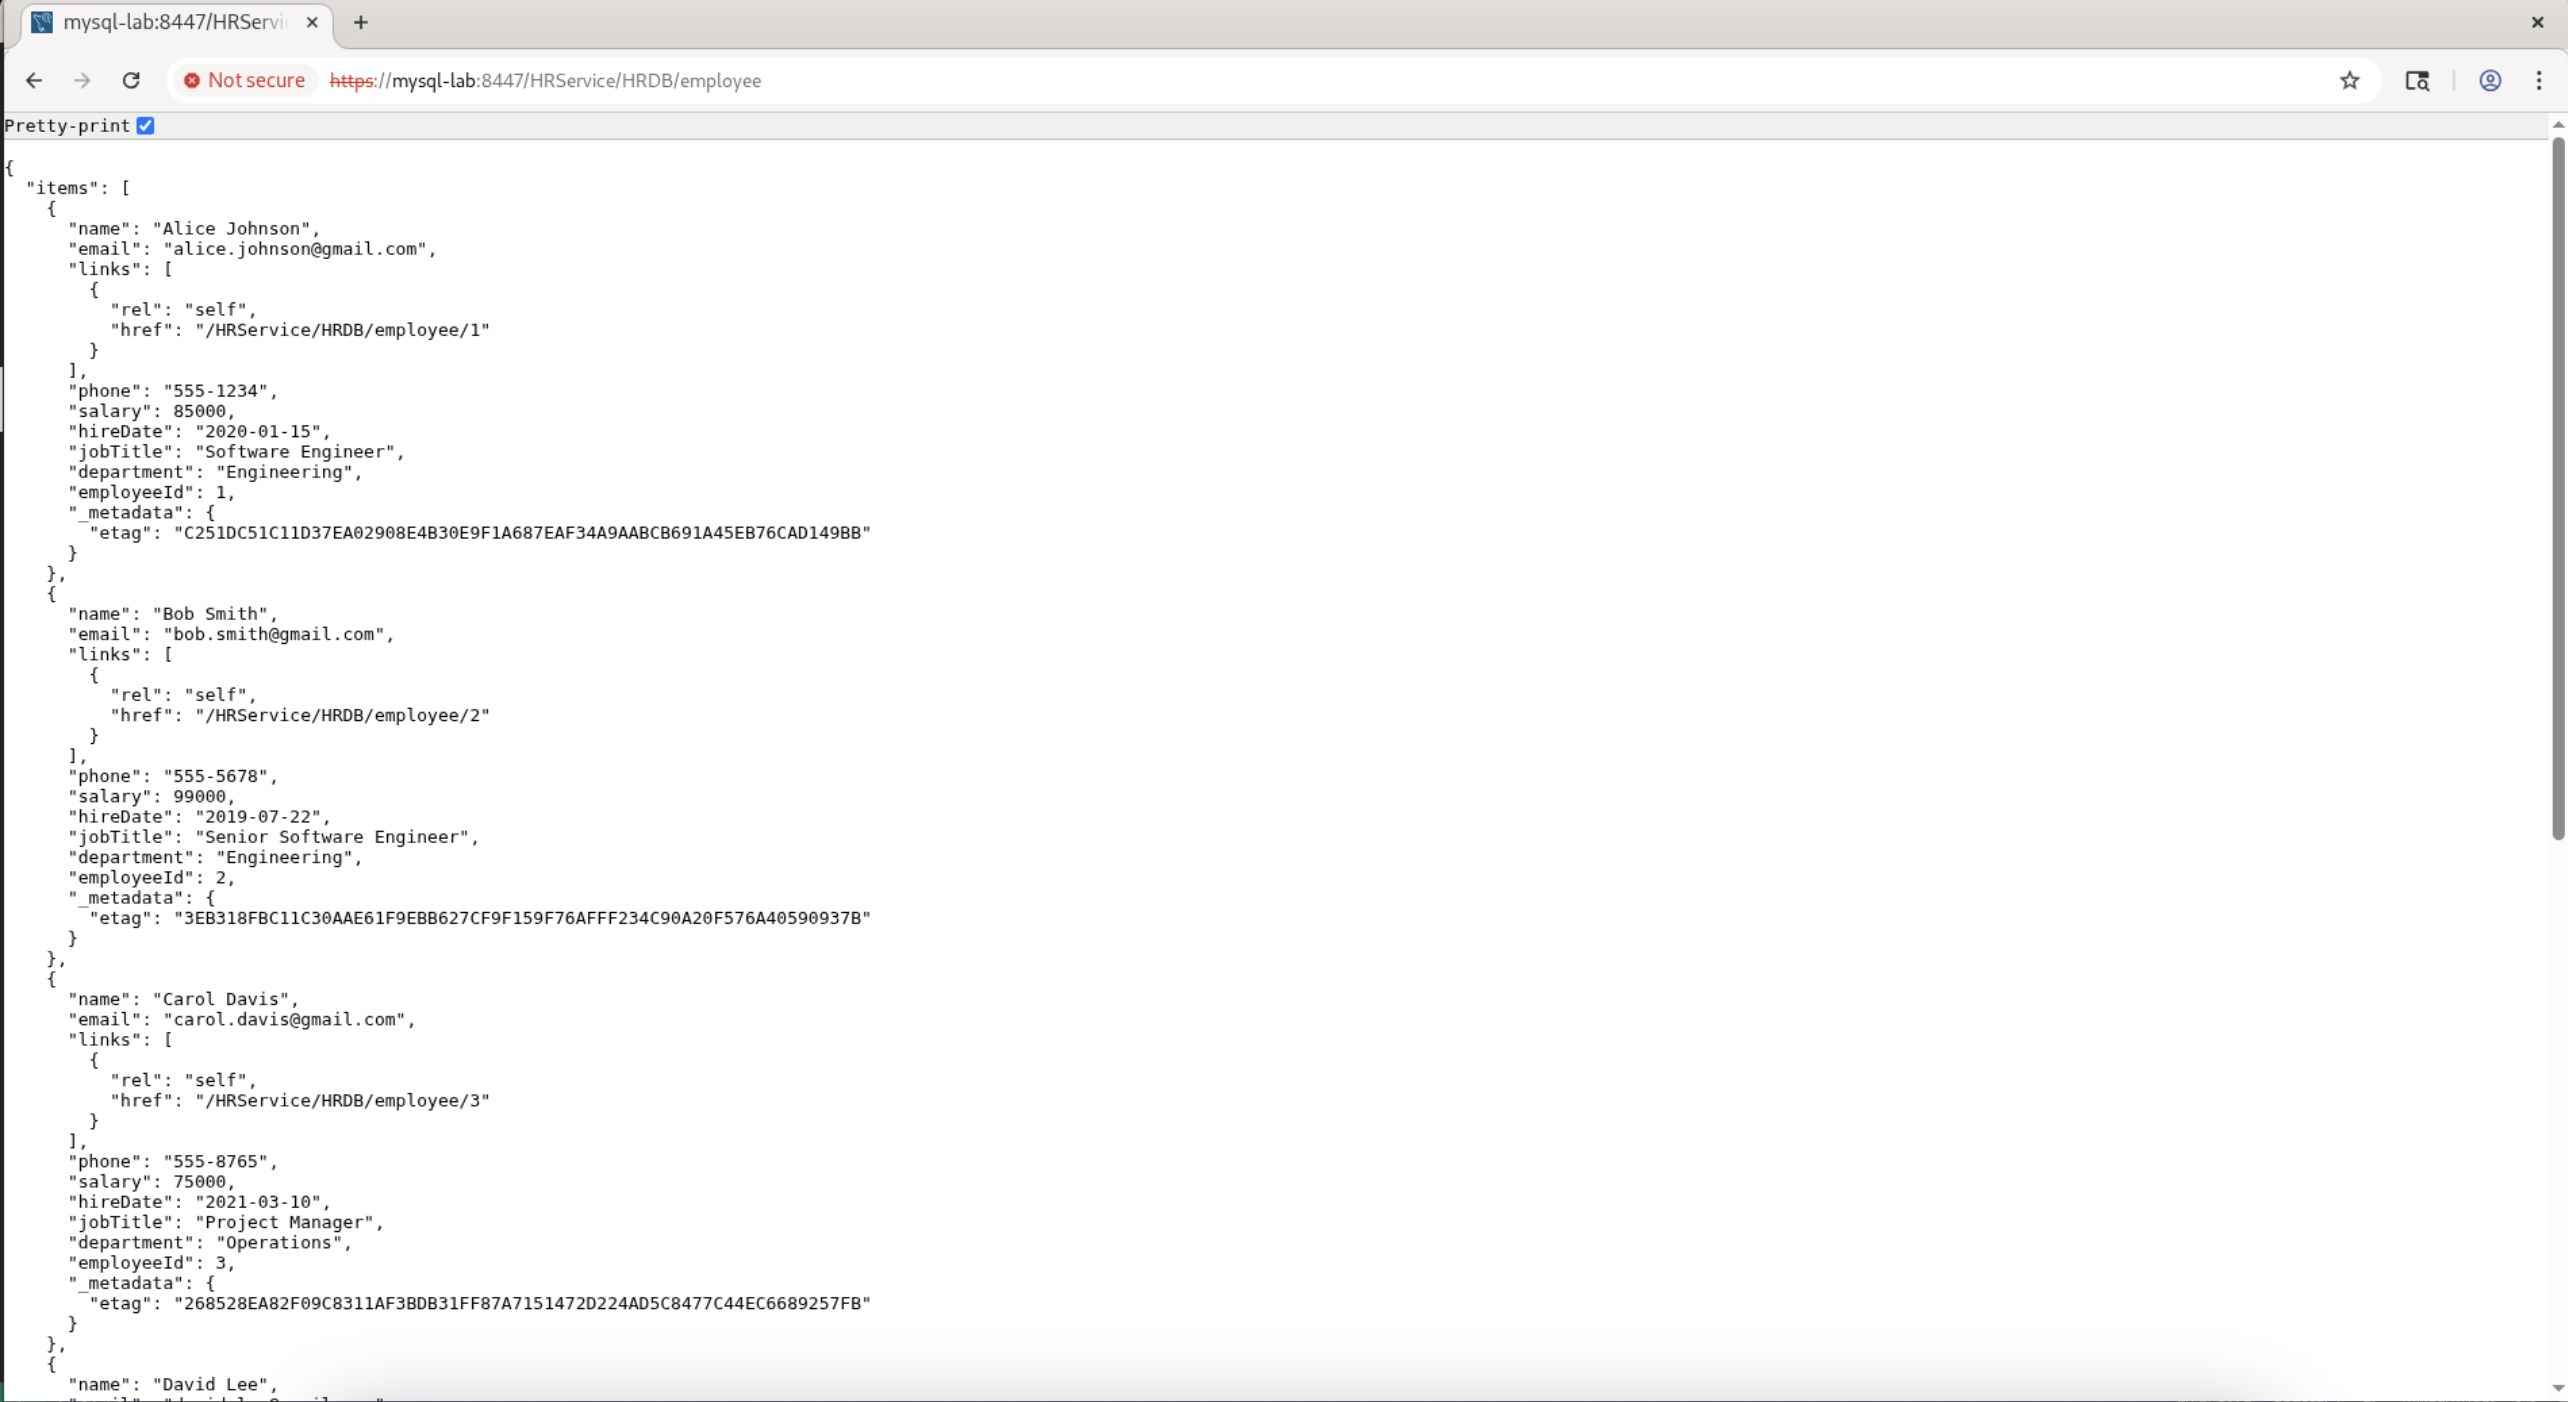 mysql-lab:8447/HRServi
Not secure https://mysql-lab:8447/HRService/HRDB/employee
Pretty-print
{
"items": [
{
"name": "Alice Johnson",
"email": "alice.johnson@gmail.com",
"links": [
{
"rel": "self",
"href": "/HRService/HRDB/employee/1"
}
],
"phone": "555-1234",
"salary": 85000,
"hireDate": "2020-01-15",
"jobTitle": "Software Engineer",
"department": "Engineering",
"employeeId": 1,
"_metadata": {
"etag": "C251DC51C11D37EA02908E4B30E9F1A687EAF34A9AABCB691A45EB76CAD149BB"
}
},
{
"name": "Bob Smith",
"email": "bob.smith@gmail.com",
"links": [
{
"rel": "self",
"href": "/HRService/HRDB/employee/2"
}
],
"phone": "555-5678",
"salary": 99000,
"hireDate": "2019-07-22",
"jobTitle": "Senior Software Engineer",
"department": "Engineering",
"employeeId": 2,
"_metadata": {
"etag": "3EB318FBC11C30AAE61F9EBB627CF9F159F76AFFF234C90A20F576A40590937B"
}
},
{
"name": "Carol Davis",
"email": "carol.davis@gmail.com",
"links": [
{
"rel": "self",
"href": "/HRService/HRDB/employee/3"
}
],
"phone": "555-8765",
"salary": 75000,
"hireDate": "2021-03-10",
"jobTitle": "Project Manager",
"department": "Operations",
"employeeId": 3,
"_metadata": {
"etag": "268528EA82F09C8311AF3BDB31FF87A7151472D224AD5C8477C44EC6689257FB"
}
},
{
"name": "David Lee",